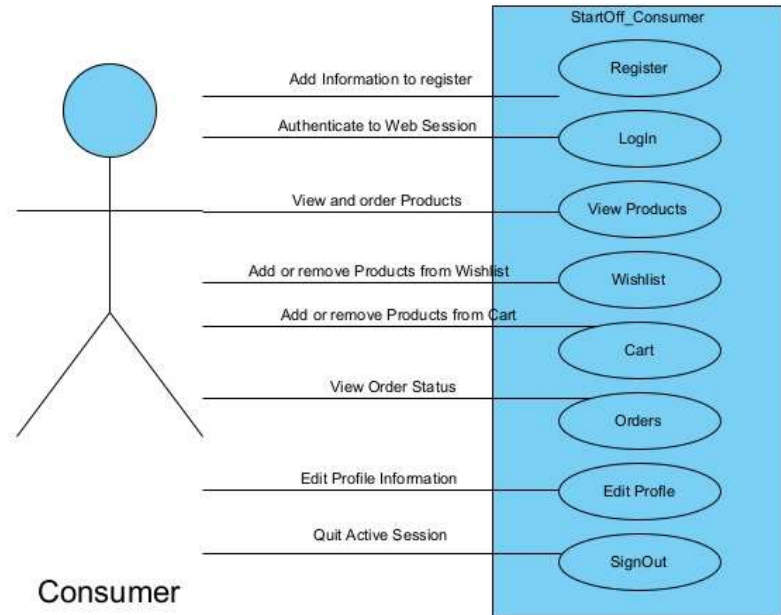 StartOff_Consumer
Add Information to register
Register
Authenticate to Web Session
LogIn
View and order Products
View Products
Add or remove Products from Wishlist
Wishlist
Add or remove Products from Cart
Cart
View Order Status
Orders
Edit Profile Information
Edit Profle
Quit Active Session
SignOut
Consumer